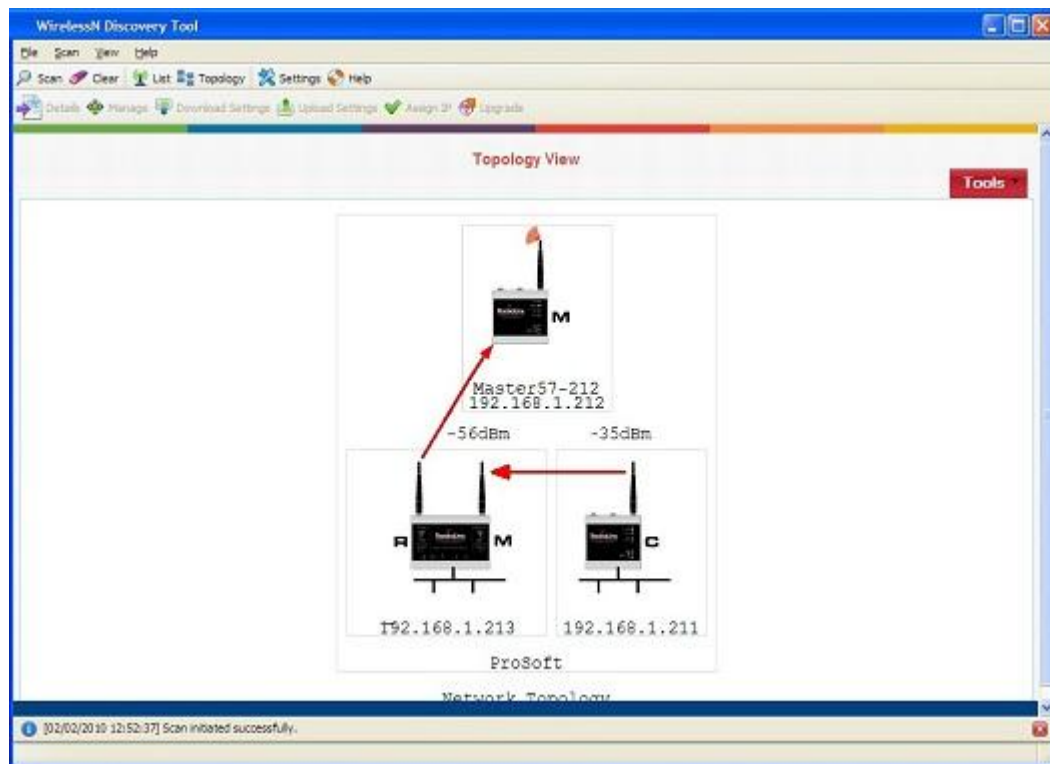 WirelessN Discovery Tool
File Scan View Help
Scan Clear List Topology Settings Help
Details Manage Download Settings Upload Settings Assign IP Upgrade
Topology View
Tools
M
Master57-212
192.168.1.212
-56dBm -35dBm
R M C
192.168.1.213 192.168.1.211
ProSoft
Network Topology
[02/02/2010 12:52:37] Scan initiated successfully.